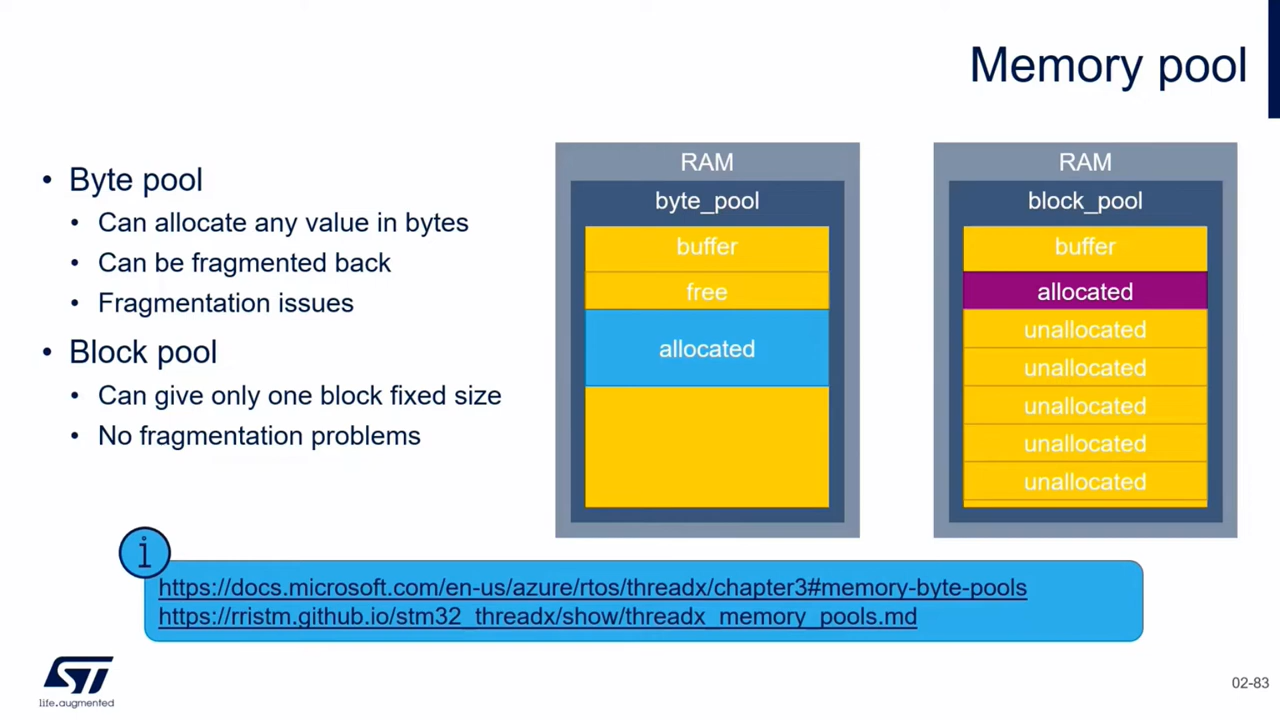 Memory pool
• Byte pool
• Can allocate any value in bytes
• Can be fragmented back
• Fragmentation issues
• Block pool
• Can give only one block fixed size
• No fragmentation problems
RAM
byte_pool
buffer
free
allocated
RAM
block_pool
buffer
allocated
unallocated
unallocated
unallocated
unallocated
unallocated
i
https://docs.microsoft.com/en-us/azure/rtos/threadx/chapter3#memory-byte-pools
https://rristm.github.io/stm32_threadx/show/threadx_memory_pools.md
ST
life.augmented
02-83